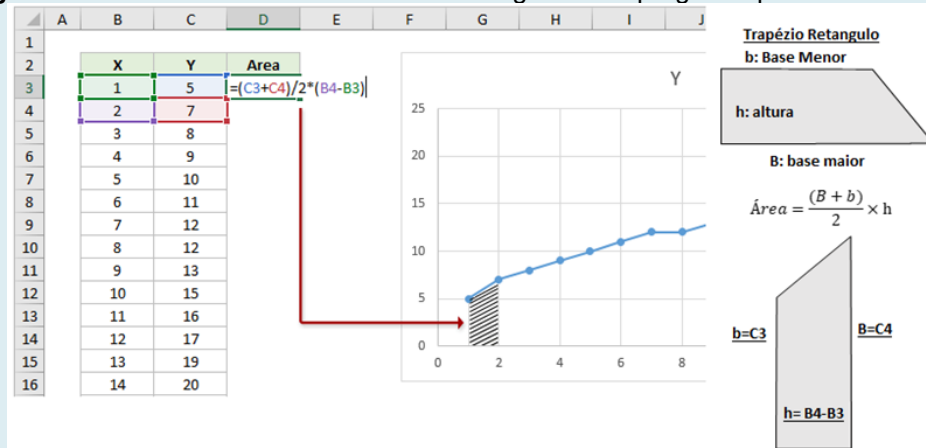 A B C D E F G H I J
1
2 X Y Area
3 1 5 =(C3+C4)/2*(B4-B3)
4 2 7
5 3 8
6 4 9
7 5 10
8 6 11
9 7 12
10 8 12
11 9 13
12 10 15
13 11 16
14 12 17
15 13 19
16 14 20
Y
25
20
15
10
5
0
0 2 4 6 8
Trapézio Retangulo
b: Base Menor
h: altura
B: base maior
Área = (B + b)/2 × h
b=C3
B=C4
h= B4-B3